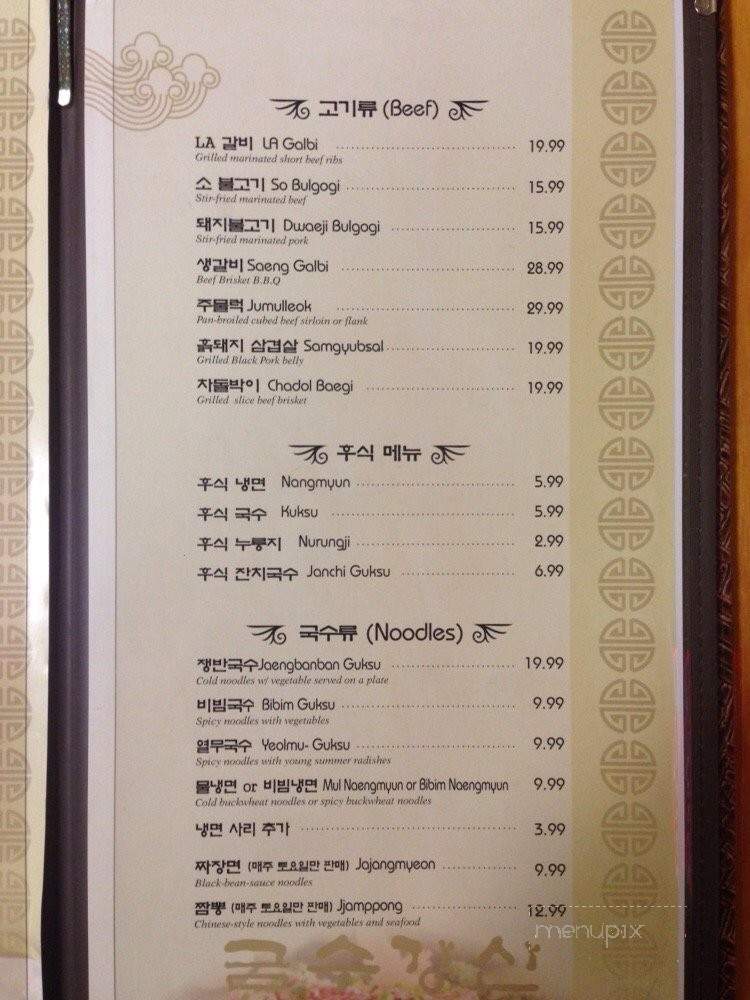 고기류 (Beef)
LA 갈비 LA Galbi 19.99
Grilled marinated short beef ribs
소 불고기 So Bulgogi 15.99
Stir-fried marinated beef
돼지불고기 Dwaeji Bulgogi 15.99
Stir-fried marinated pork
생갈비 Saeng Galbi 28.99
Beef Brisket B.B.Q
주물럭 Jumulleok 29.99
Pan-broiled cubed beef sirloin or flank
흙돼지 삼겹살 Samgyubsal 19.99
Grilled Black Pork belly
차돌박이 Chadol Baegi 19.99
Grilled slice beef brisket
후식 메뉴
후식 냉면 Nangmyun 5.99
후식 국수 Kuksu 5.99
후식 누룽지 Nurungji 2.99
후식 잔치국수 Janchi Guksu 6.99
국수류 (Noodles)
쟁반국수Jaengbanban Guksu 19.99
Cold noodles w/ vegetable served on a plate
비빔국수 Bibim Guksu 9.99
Spicy noodles with vegetables
열무국수 Yeolmu- Guksu 9.99
Spicy noodles with young summer radishes
물냉면 or 비빔냉면 Mul Naengmyun or Bibim Naengmyun 9.99
Cold buckwheat noodles or spicy buckwheat noodles
냉면 사리 추가 3.99
짜장면 (매주 토요일만 판매) Jajangmyeon 9.99
Black-bean-sauce noodles
짬뽕 (매주 토요일만 판매) Jjamppong 12.99
Chinese-style noodles with vegetables and seafood
menupix